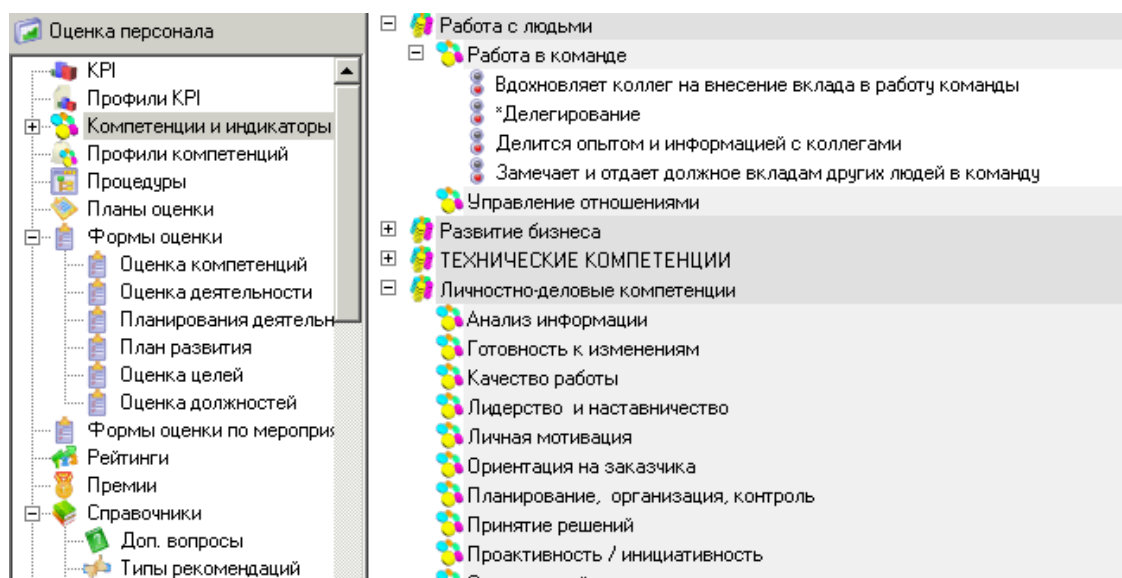 Оценка персонала
KPI
Профили KPI
Компетенции и индикаторы
Профили компетенций
Процедуры
Планы оценки
Формы оценки
Оценка компетенций
Оценка деятельности
Планирования деятельн
План развития
Оценка целей
Оценка должностей
Формы оценки по мероприя
Рейтинги
Премии
Справочники
Доп. вопросы
Типы рекомендаций
Работа с людьми
Работа в команде
Вдохновляет коллег на внесение вклада в работу команды
*Делегирование
Делится опытом и информацией с коллегами
Замечает и отдает должное вкладам других людей в команду
Управление отношениями
Развитие бизнеса
ТЕХНИЧЕСКИЕ КОМПЕТЕНЦИИ
Личностно-деловые компетенции
Анализ информации
Готовность к изменениям
Качество работы
Лидерство и наставничество
Личная мотивация
Ориентация на заказчика
Планирование, организация, контроль
Принятие решений
Проактивность / инициативность